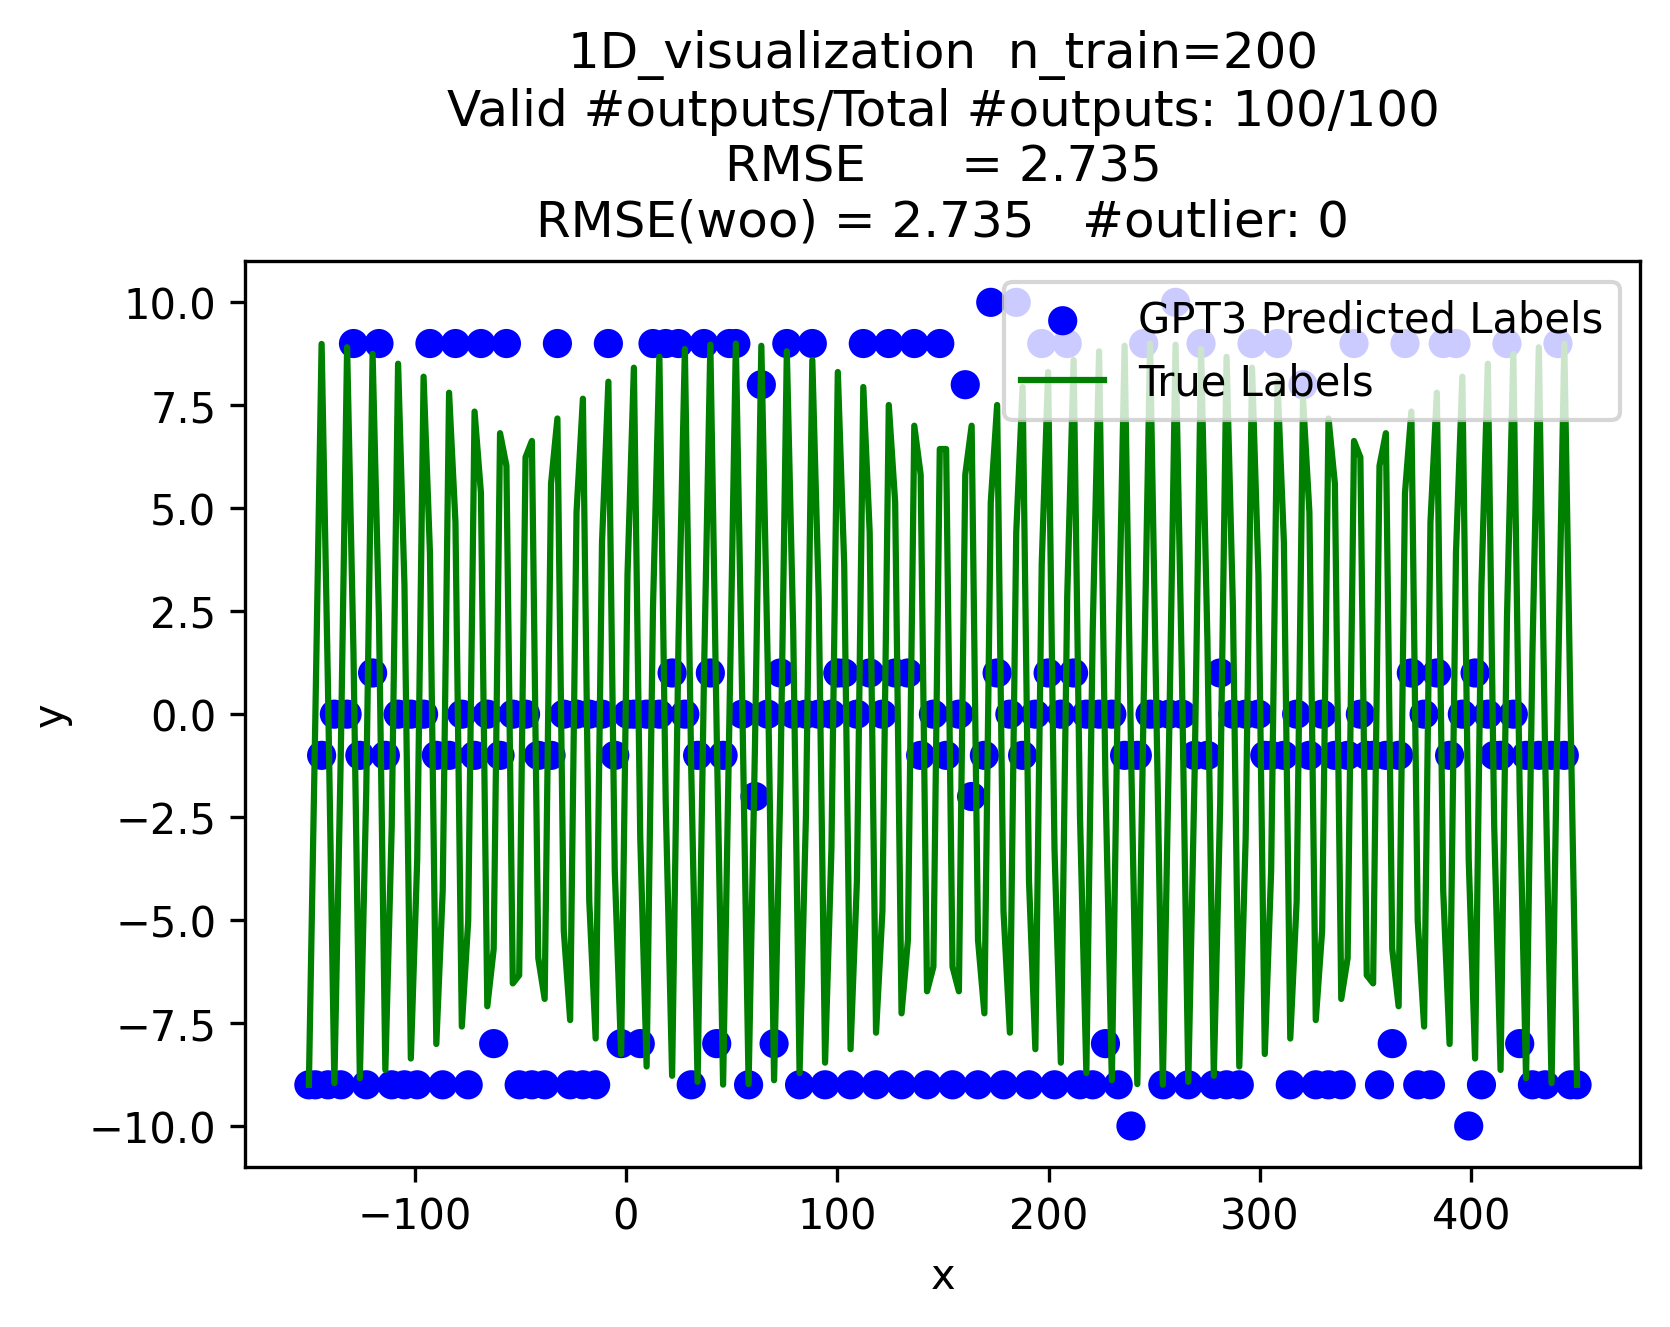 1D_visualization  n_train=200
Valid #outputs/Total #outputs: 100/100
RMSE      = 2.735
RMSE(woo) = 2.735   #outlier: 0
GPT3 Predicted Labels
True Labels
10.0
7.5
5.0
2.5
0.0
−2.5
−5.0
−7.5
−10.0
y
−100
0
100
200
300
400
x